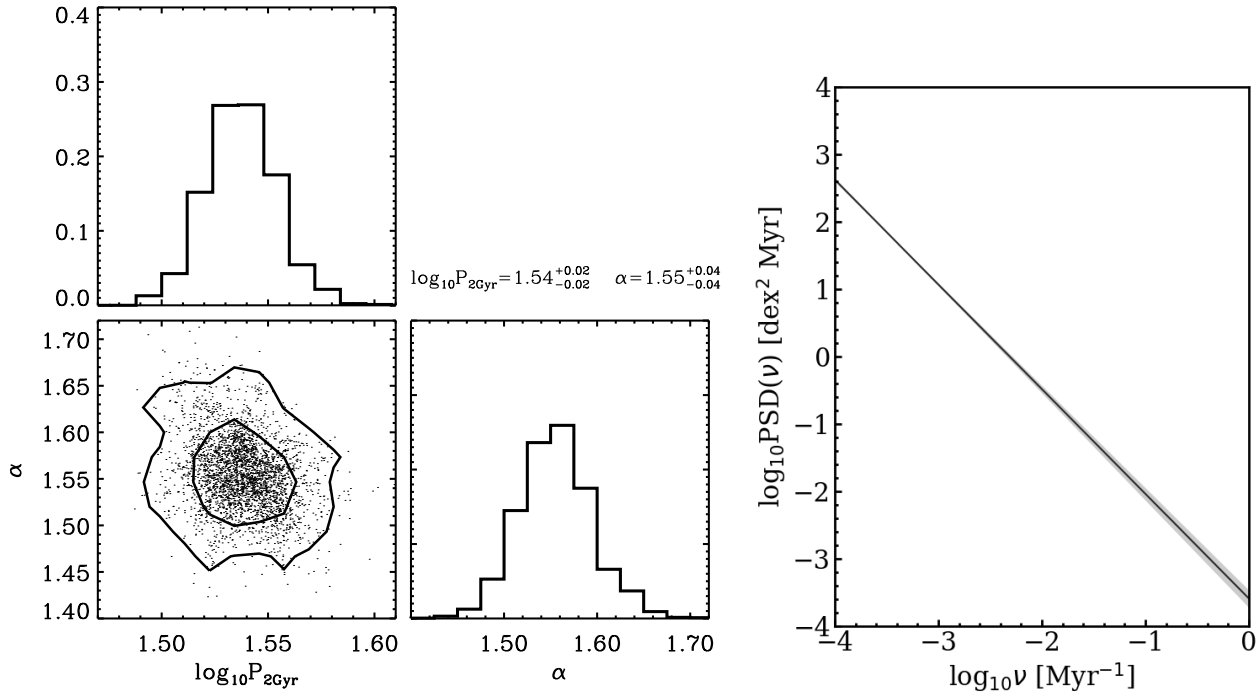 0.4
0.3
0.2
0.1
0.0
log₁₀P₂Gyr=1.54+0.02−0.02 α=1.55+0.04−0.04
1.70
1.65
1.60
1.55
1.50
1.45
1.40
α
1.50 1.55 1.60
log₁₀P₂Gyr
1.50 1.60 1.70
α
4
3
2
1
0
−1
−2
−3
−4
log₁₀PSD(ν) [dex² Myr]
−4 −3 −2 −1 0
log₁₀ν [Myr⁻¹]